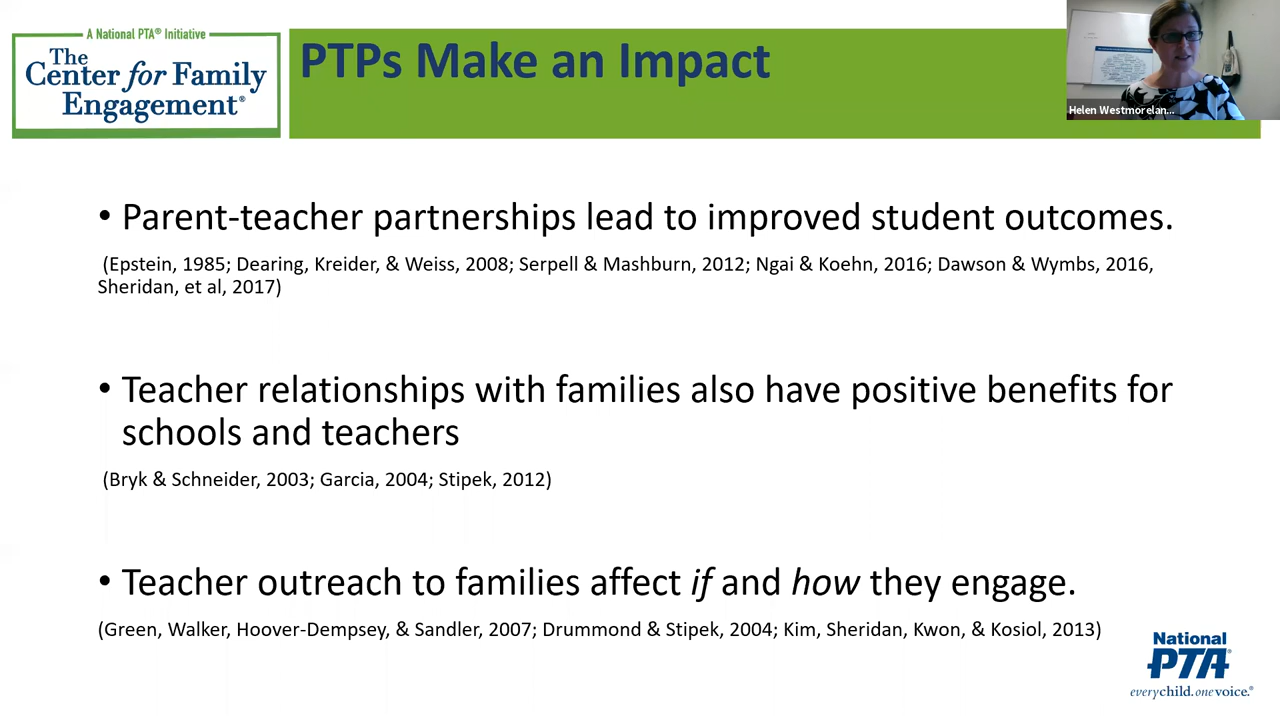 A National PTA® Initiative
The
Center for Family
Engagement®
PTPs Make an Impact
Helen Westmorelan...
• Parent-teacher partnerships lead to improved student outcomes.
(Epstein, 1985; Dearing, Kreider, & Weiss, 2008; Serpell & Mashburn, 2012; Ngai & Koehn, 2016; Dawson & Wymbs, 2016,
Sheridan, et al, 2017)
• Teacher relationships with families also have positive benefits for
schools and teachers
(Bryk & Schneider, 2003; Garcia, 2004; Stipek, 2012)
• Teacher outreach to families affect if and how they engage.
(Green, Walker, Hoover-Dempsey, & Sandler, 2007; Drummond & Stipek, 2004; Kim, Sheridan, Kwon, & Kosiol, 2013)
National
PTA®
everychild.onevoice.®